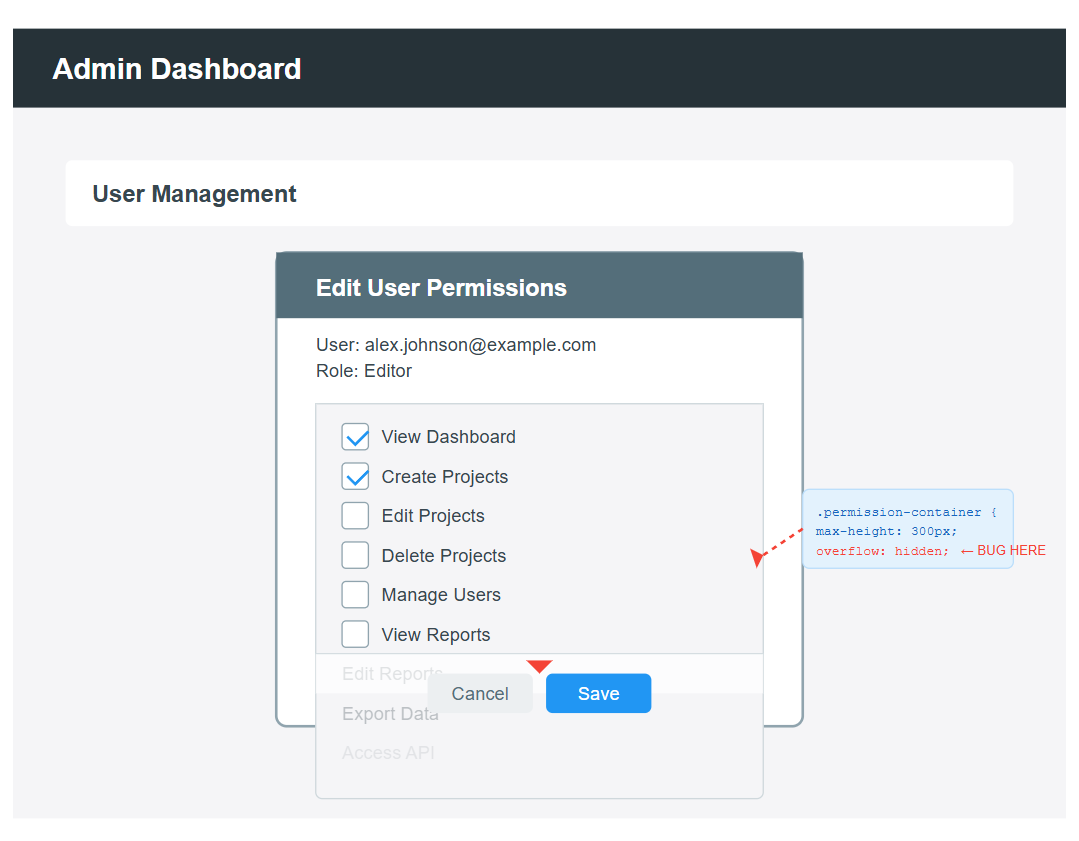 Admin Dashboard
User Management
Edit User Permissions
User: alex.johnson@example.com
Role: Editor
View Dashboard
Create Projects
Edit Projects
Delete Projects
Manage Users
View Reports
.permission-container {
max-height: 300px;
overflow: hidden; ← BUG HERE
Edit Reports
Cancel Save
Export Data
Access API